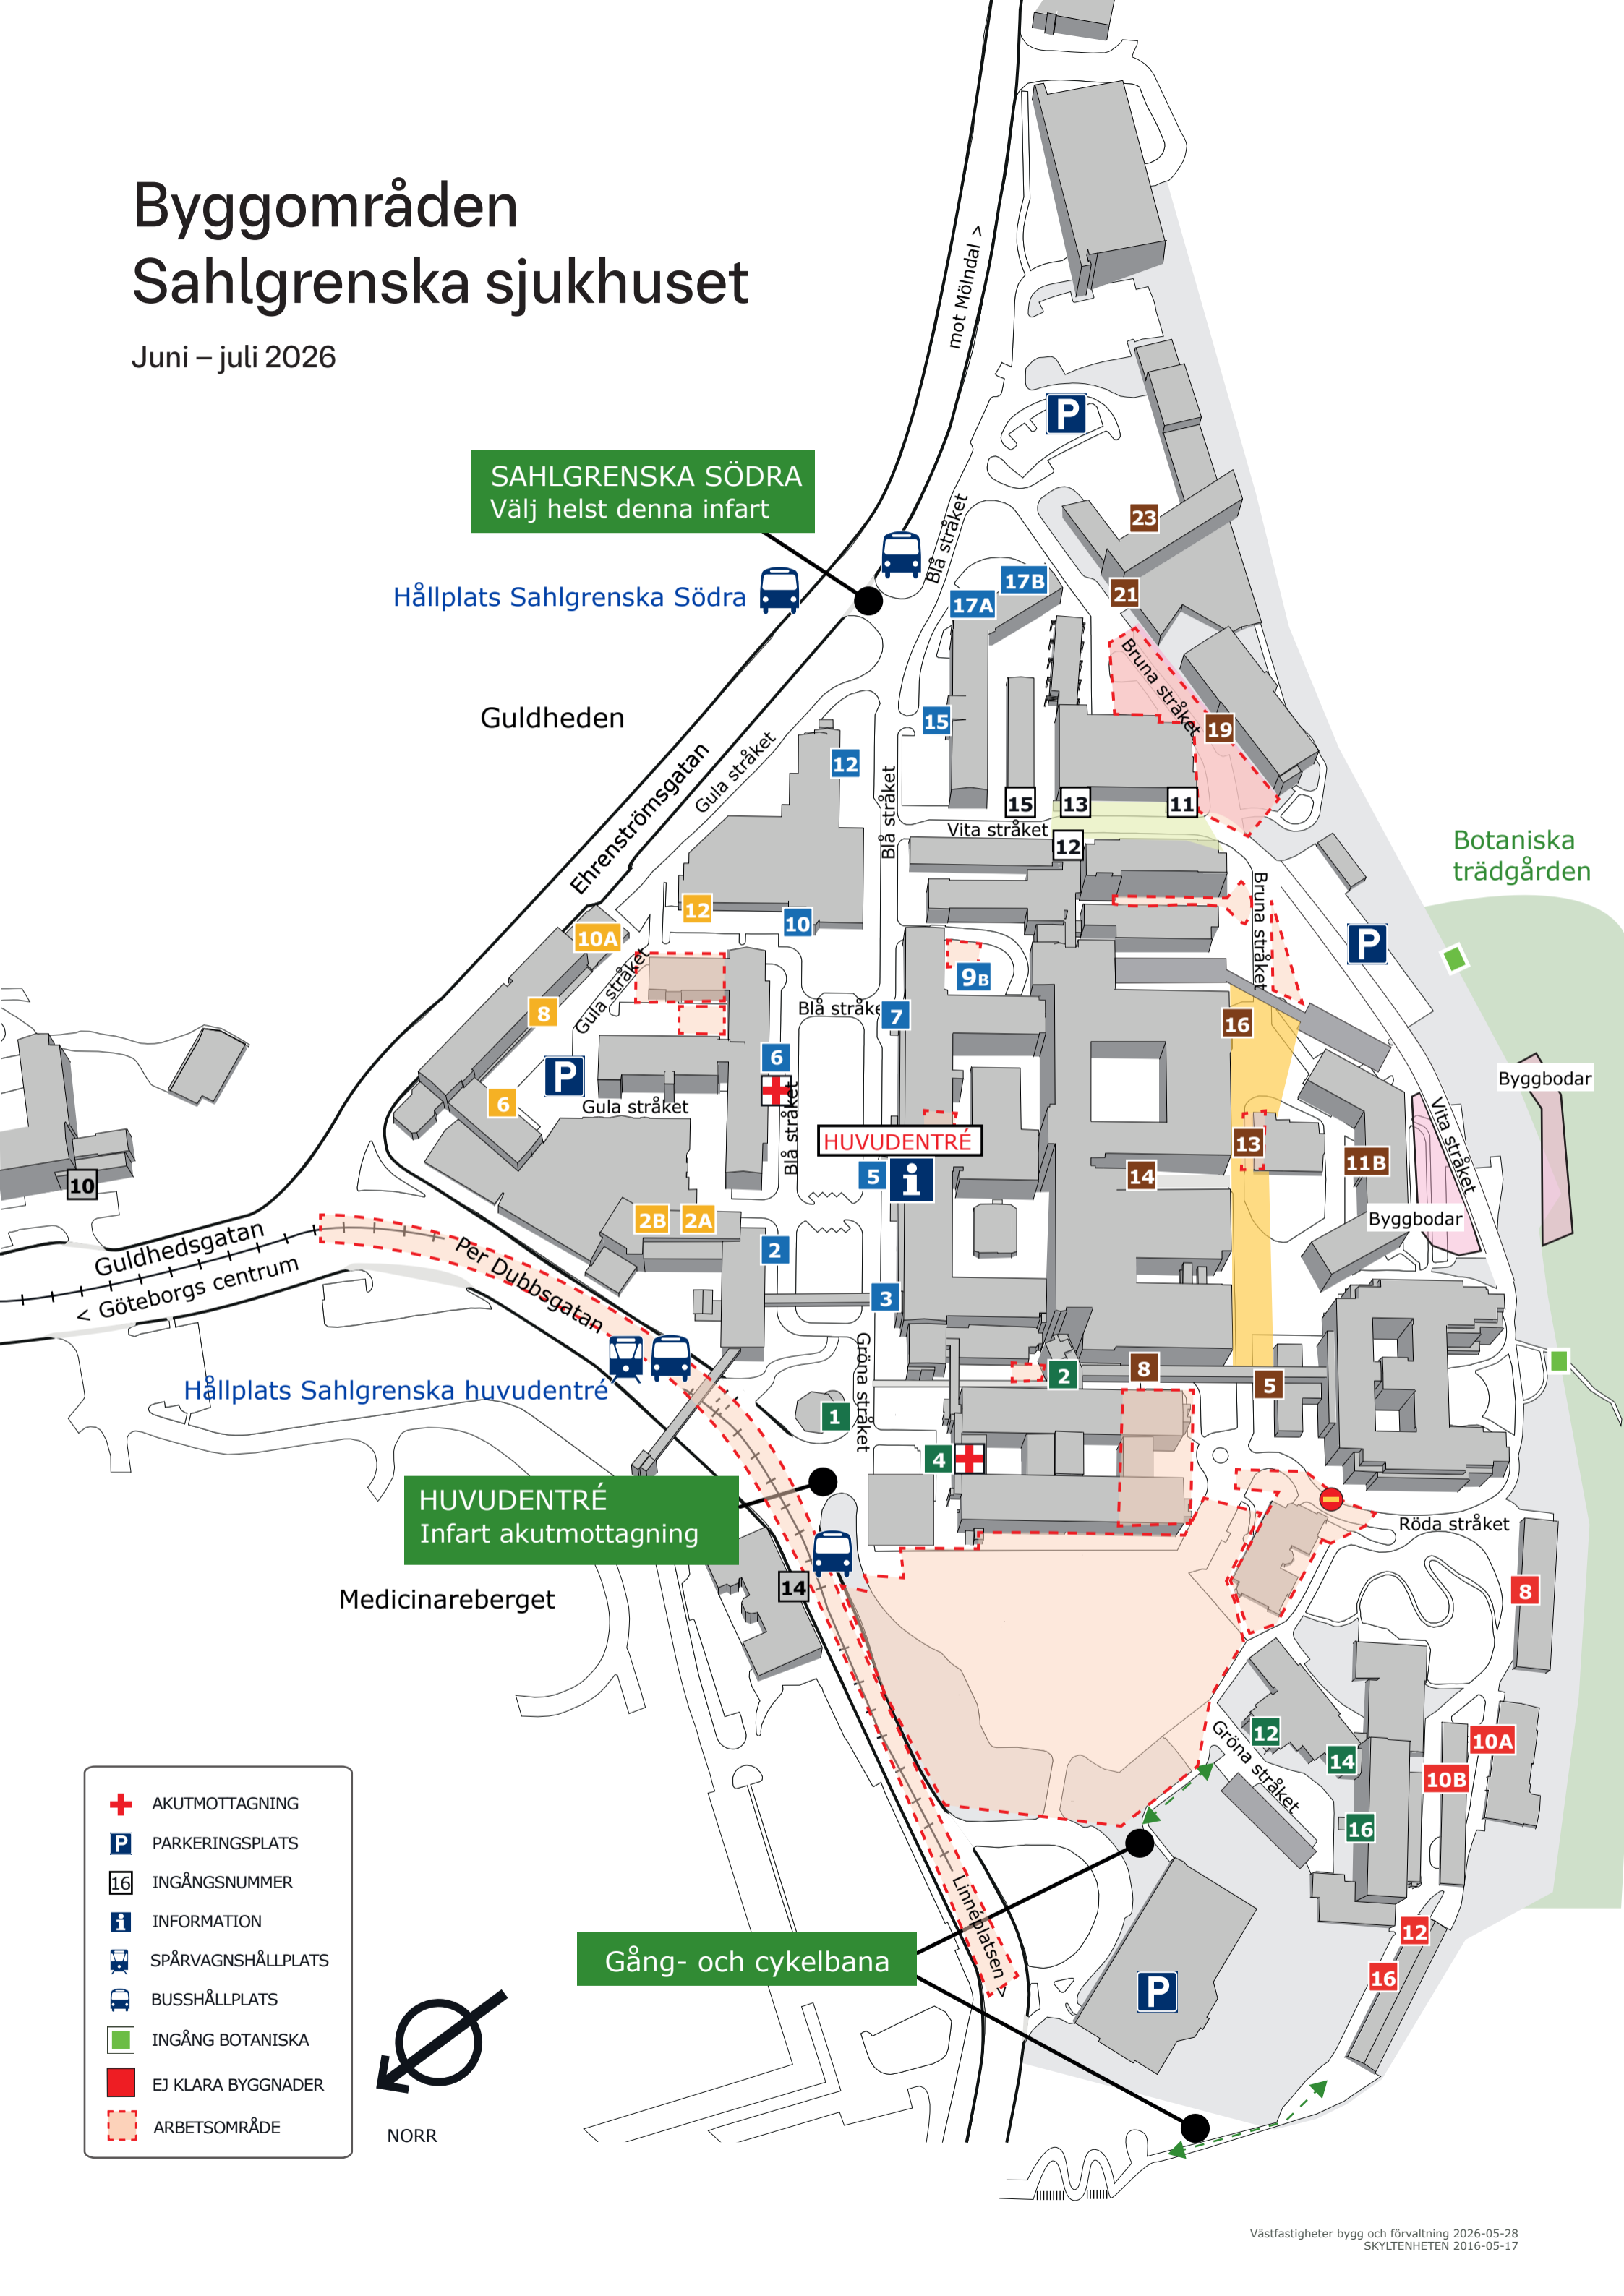 Byggområden
Sahlgrenska sjukhuset
Juni – juli 2026
mot Mölndal >
P
SAHLGRENSKA SÖDRA
Välj helst denna infart
Blå stråket
23
Hållplats Sahlgrenska Södra
17B
17A
21
Bruna stråket
Guldheden
15
19
12
Gula stråket
Ehrenströmsgatan
Blå stråket
15
13
11
Vita stråket
12
Botaniska
trädgården
Bruna stråket
12
10
10A
P
Gula stråket
9B
8
Blå stråket
7
16
6
P
6
Gula stråket
Blå stråket
Byggbodar
Vita stråket
HUVUDENTRÉ
13
11B
5
i
14
10
Byggbodar
2B
2A
2
Guldhedsgatan
< Göteborgs centrum
Per Dubbsgatan
3
Gröna stråket
2
8
5
Hållplats Sahlgrenska huvudentré
1
4
HUVUDENTRÉ
Infart akutmottagning
Röda stråket
14
Medicinareberget
8
12
Gröna stråket
14
10A
10B
16
Linnéplatsen >
12
16
Gång- och cykelbana
P
AKUTMOTTAGNING
P PARKERINGSPLATS
16 INGÅNGSNUMMER
i INFORMATION
SPÅRVAGNSHÅLLPLATS
BUSSHÅLLPLATS
INGÅNG BOTANISKA
EJ KLARA BYGGNADER
ARBETSOMRÅDE
NORR
Västfastigheter bygg och förvaltning 2026-05-28
SKYLTENHETEN 2016-05-17